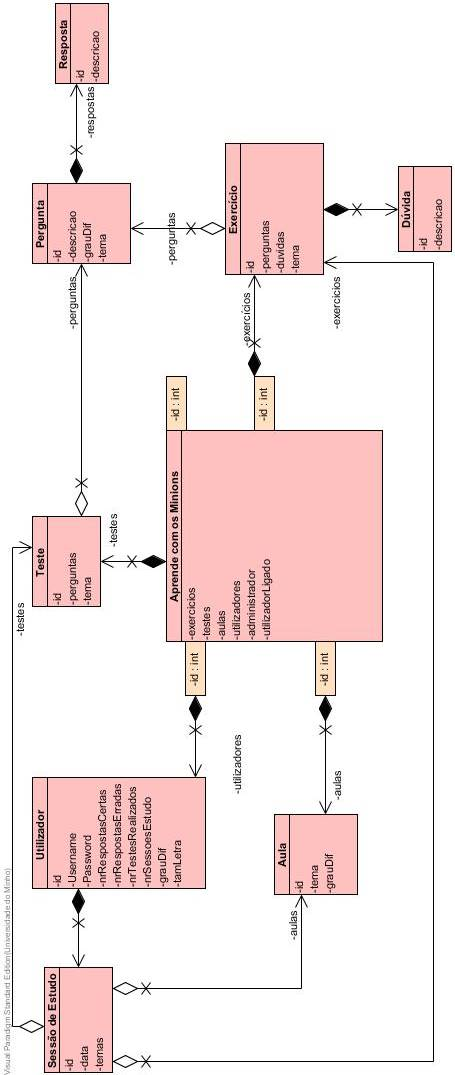 Visual Paradigm Standard Edition(Universidade do Minho)
Sessão de Estudo
-id
-data
-temas
-testes
-aulas
-exercicios
Utilizador
-id
-Username
-Password
-nrRespostasCertas
-nrRespostasErradas
-nrTestesRealizados
-nrSessoesEstudo
-grauDif
-tamLetra
-utilizadores
Aula
-id
-tema
-grauDif
-aulas
Teste
-id
-perguntas
-tema
-testes
-perguntas
Aprende com os Minions
-exercicios
-testes
-aulas
-utilizadores
-administrador
-utilizadorLigado
-id : int
-id : int
-id : int
-id : int
-exercícios
Pergunta
-id
-descricao
-grauDif
-tema
-perguntas
Exercício
-id
-perguntas
-duvidas
-tema
Resposta
-id
-descricao
-respostas
Dúvida
-id
-descricao